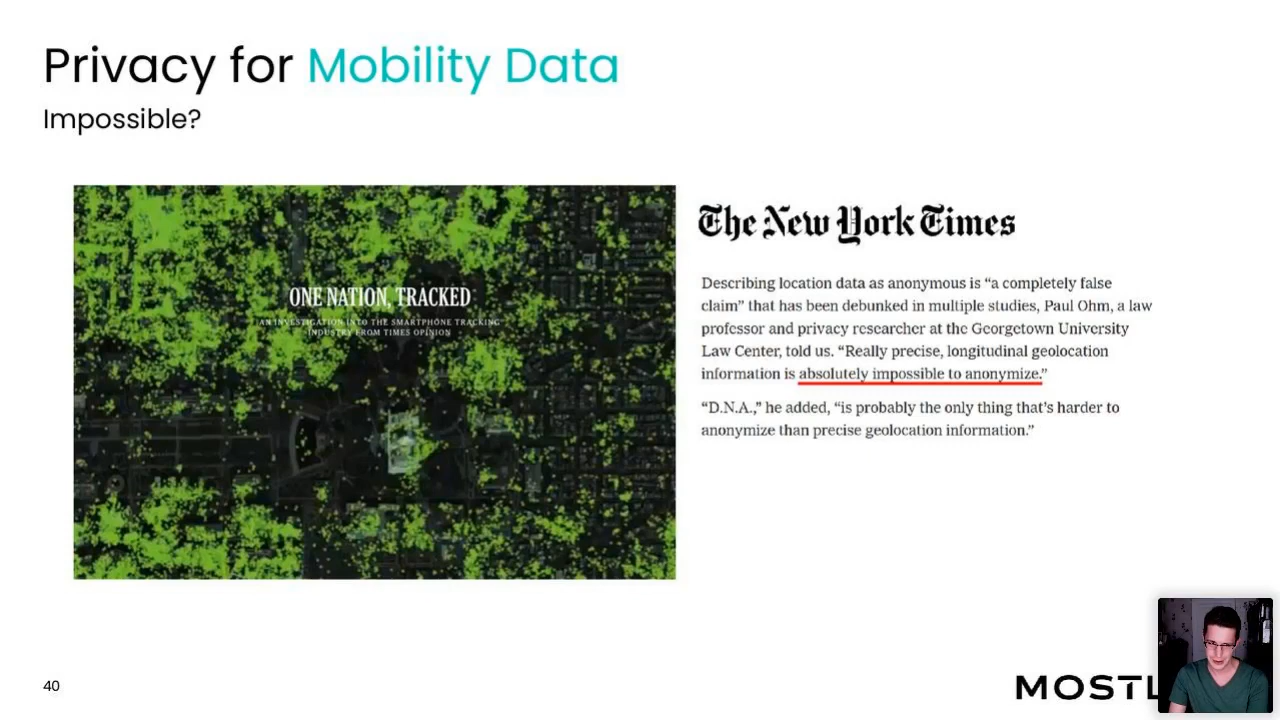 Privacy for Mobility Data
Impossible?
ONE NATION, TRACKED
AN INVESTIGATION INTO THE SMARTPHONE TRACKING
INDUSTRY FROM TIMES OPINION
The New York Times
Describing location data as anonymous is “a completely false
claim” that has been debunked in multiple studies, Paul Ohm, a law
professor and privacy researcher at the Georgetown University
Law Center, told us. “Really precise, longitudinal geolocation
information is absolutely impossible to anonymize.”
“D.N.A.,” he added, “is probably the only thing that’s harder to
anonymize than precise geolocation information.”
40
MOSTL